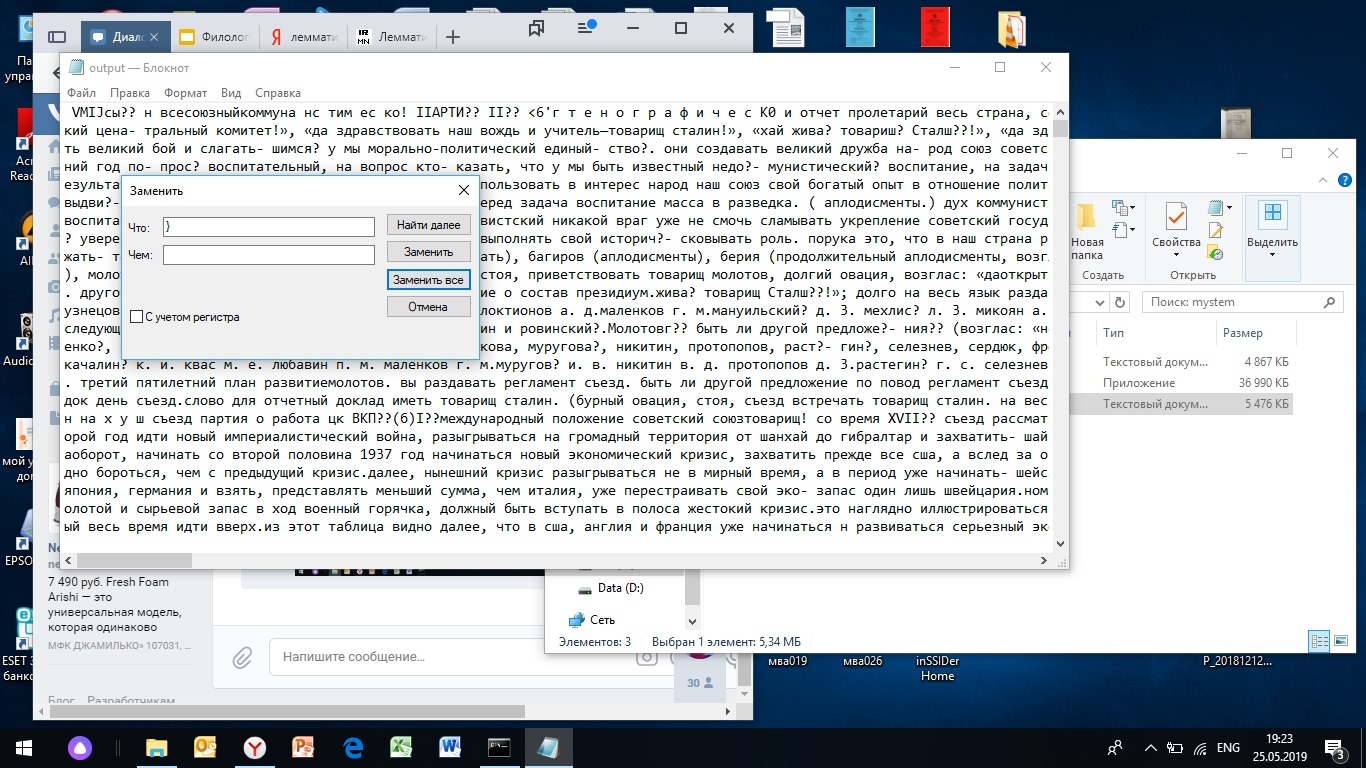 Диало
Филолог
леммати
Леммати
output — Блокнот
Файл Правка Формат Вид Справка
VMIJсы?? н всесоюзныйкоммуна нс тим ес ко! IIАРТИ?? II?? <6'г т е н о г р а ф и ч е с К0 и отчет пролетарий весь страна, с
кий цена- тральный комитет!», «да здравствовать наш вождь и учитель—товарищ сталин!», «хай жива? товариш? Сталш??!», «да зд
ть великий бой и слагать- шимся? у мы морально-политический единый- ство?. они создавать великий дружба на- род союз советс
ний год по- прос? воспитательный, на вопрос кто- казать, что у мы быть известный недо?- мунистический? воспитание, на задач
езульта
пользовать в интерес народ наш союз свой богатый опыт в отношение полит
выдви?-
еред задача воспитание масса в разведка. ( аплодисменты.) дух коммунист
воспита
вистский никакой враг уже не смочь сламывать укрепление советский госуд
? увере
выполнять свой историч?- сковывать роль. порука это, что в наш страна р
жать- т
ать), багиров (аплодисменты), берия (продолжительный аплодисменты, возгл
), моло
стоя, приветствовать товарищ молотов, долгий овация, возглас: «даоткрыт
. друго
ие о состав президиум.жива? товарищ Сталш??!»; долго на весь язык разда
узнецов
локтионов а. д.маленков г. м.мануильский? д. З. мехлис? л. З. микоян а.
следующ
ин и ровинский?.Молотовг?? быть ли другой предложе?- ния?? (возглас: «н
енко?,
кова, муругова?, никитин, протопопов, раст?- гин?, селезнев, сердюк, фр
качалин? к. и. квас м. е. любавин п. м. маленков г. м.муругов? и. в. никитин в. д. протопопов д. З.растегин? г. с. селезнев
. третий пятилетний план развитиемолотов. вы раздавать регламент съезд. быть ли другой предложение по повод регламент съезд
док день съезд.слово для отчетный доклад иметь товарищ сталин. (бурный овация, стоя, съезд встречать товарищ сталин. на вес
н на х у ш съезд партия о работа цк ВКП??(б)I??международный положение советский союзтоварищ! со время XVII?? съезд рассмат
орой год идти новый империалистический война, разыгрываться на громадный территория от шанхай до гибралтар и захватить- шай
аоборот, начинать со второй половина 1937 год начинаться новый экономический кризис, захватить прежде все сша, а вслед за о
дно бороться, чем с предыдущий кризис.далее, нынешний кризис разыгрываться не в мирный время, а в период уже начинать- шейс
япония, германия и взять, представлять меньший сумма, чем италия, уже перестраивать свой эко- запас один лишь швейцария.ном
олотой и сырьевой запас в ход военный горячка, должный быть вступать в полоса жестокий кризис.это наглядно иллюстрироваться
ый весь время идти вверх.из этот таблица видно далее, что в сша, англия и франция уже начинаться н развиваться серьезный эк
Заменить
Что: }
Чем:
Найти далее
Заменить
Заменить все
Отмена
С учетом регистра
Новая папка
Свойства
Выделить
Создать
Открыть
Поиск: mystem
Тип Размер
Текстовый докум... 4 867 КБ
Приложение 36 990 КБ
Текстовый докум... 5 476 КБ
Data (D:)
Сеть
Элементов: 3 Выбран 1 элемент: 5,34 МБ
7 490 руб. Fresh Foam
Arishi — это
универсальная модель,
которая одинаково
МФК ДЖАМИЛЬКО» 107031, ...
Блог Разработчикам
Напишите сообщение...
30
мва019
мва026
inSSIDer
Home
P_20181212...
ENG
19:23
25.05.2019
3